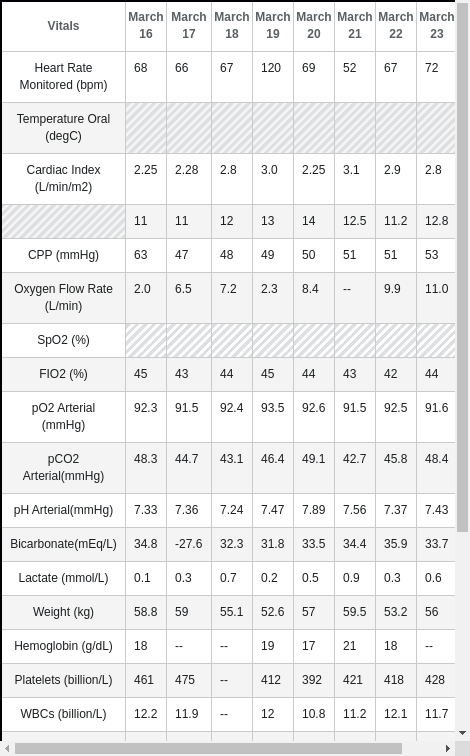 Vitals March 16 March 17 March 18 March 19 March 20 March 21 March 22 March 23
Heart Rate Monitored (bpm) 68 66 67 120 69 52 67 72
Temperature Oral (degC)
Cardiac Index (L/min/m2) 2.25 2.28 2.8 3.0 2.25 3.1 2.9 2.8
11 11 12 13 14 12.5 11.2 12.8
CPP (mmHg) 63 47 48 49 50 51 51 53
Oxygen Flow Rate (L/min) 2.0 6.5 7.2 2.3 8.4 -- 9.9 11.0
SpO2 (%)
FIO2 (%) 45 43 44 45 44 43 42 44
pO2 Arterial (mmHg) 92.3 91.5 92.4 93.5 92.6 91.5 92.5 91.6
pCO2 Arterial(mmHg) 48.3 44.7 43.1 46.4 49.1 42.7 45.8 48.4
pH Arterial(mmHg) 7.33 7.36 7.24 7.47 7.89 7.56 7.37 7.43
Bicarbonate(mEq/L) 34.8 -27.6 32.3 31.8 33.5 34.4 35.9 33.7
Lactate (mmol/L) 0.1 0.3 0.7 0.2 0.5 0.9 0.3 0.6
Weight (kg) 58.8 59 55.1 52.6 57 59.5 53.2 56
Hemoglobin (g/dL) 18 -- -- 19 17 21 18 --
Platelets (billion/L) 461 475 -- 412 392 421 418 428
WBCs (billion/L) 12.2 11.9 -- 12 10.8 11.2 12.1 11.7